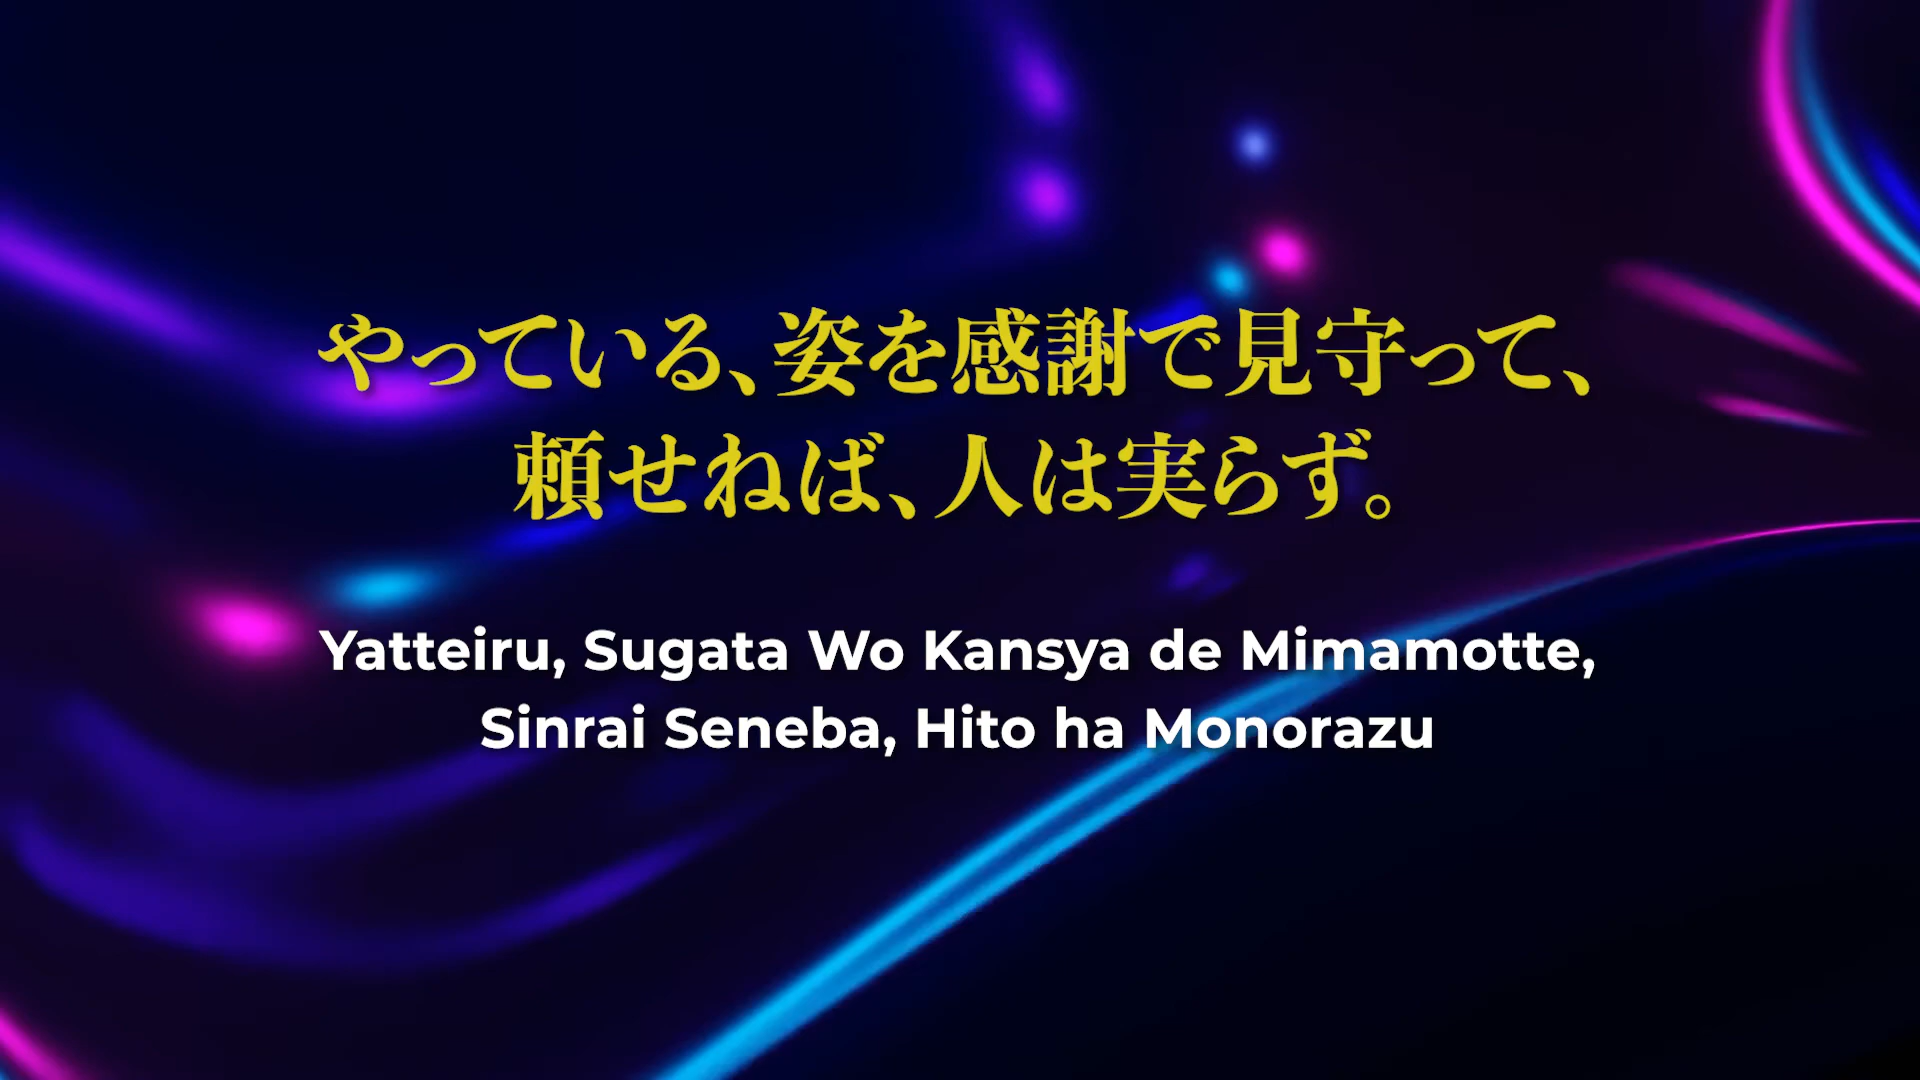 やっている、姿を感謝で見守って、
頼せねば、人は実らず。
Yatteiru, Sugata Wo Kansya de Mimamotte,
Sinrai Seneba, Hito ha Monorazu